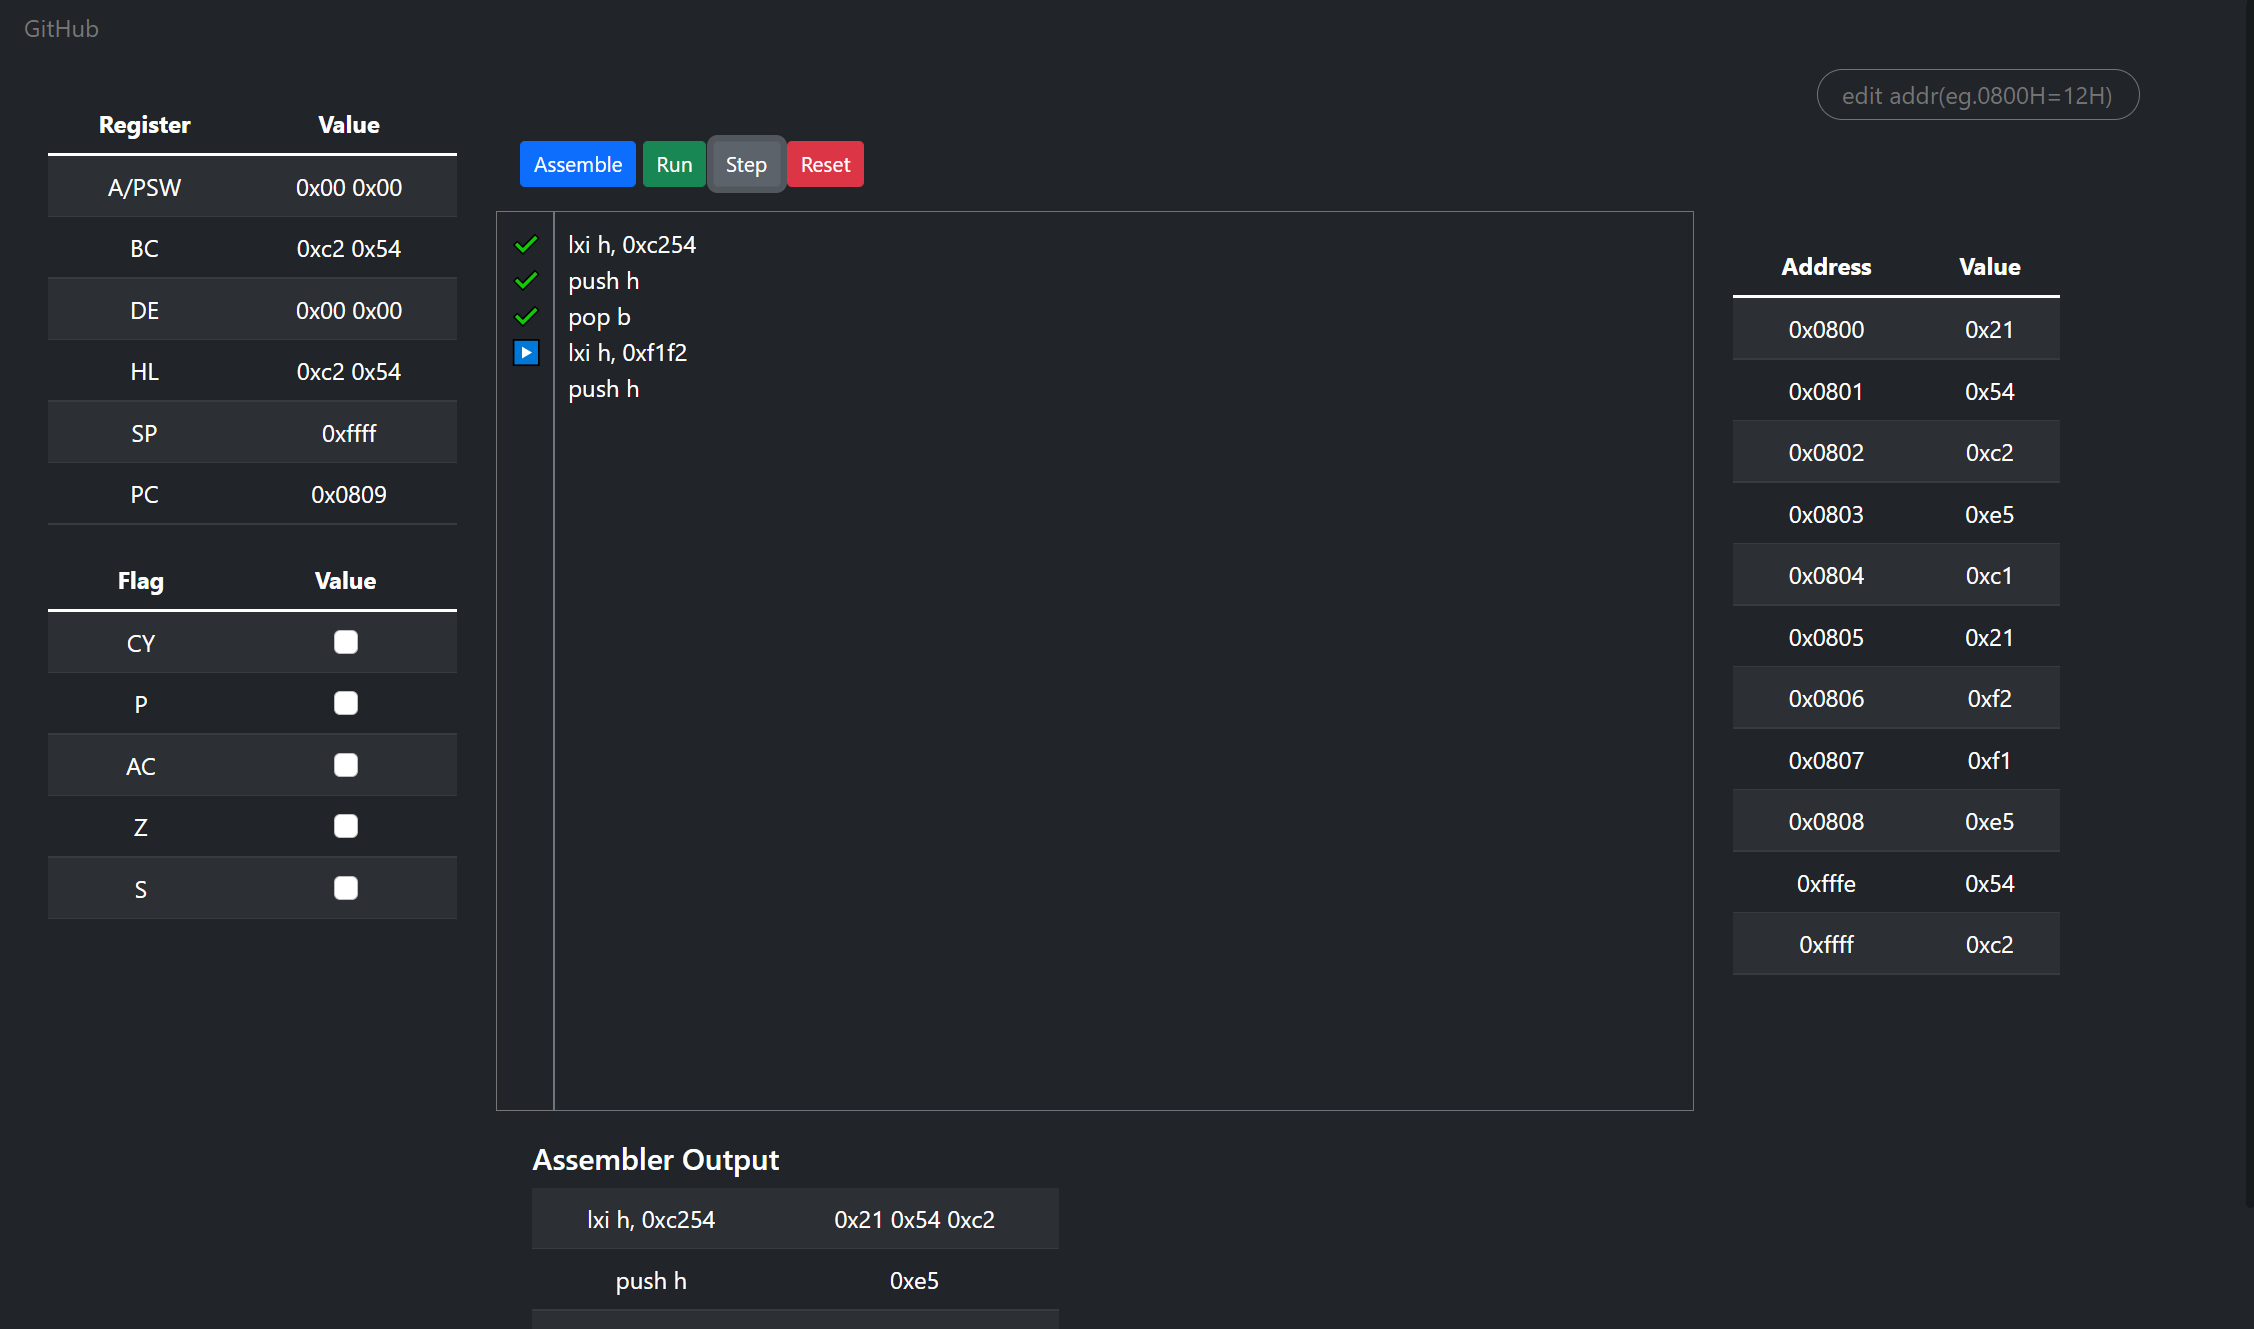 GitHub
edit addr(eg.0800H=12H)
Register Value
A/PSW 0x00 0x00
BC 0xc2 0x54
DE 0x00 0x00
HL 0xc2 0x54
SP 0xffff
PC 0x0809
Flag Value
CY
P
AC
Z
S
Assemble Run Step Reset
lxi h, 0xc254
push h
pop b
lxi h, 0xf1f2
push h
Assembler Output
lxi h, 0xc254 0x21 0x54 0xc2
push h 0xe5
Address Value
0x0800 0x21
0x0801 0x54
0x0802 0xc2
0x0803 0xe5
0x0804 0xc1
0x0805 0x21
0x0806 0xf2
0x0807 0xf1
0x0808 0xe5
0xfffe 0x54
0xffff 0xc2